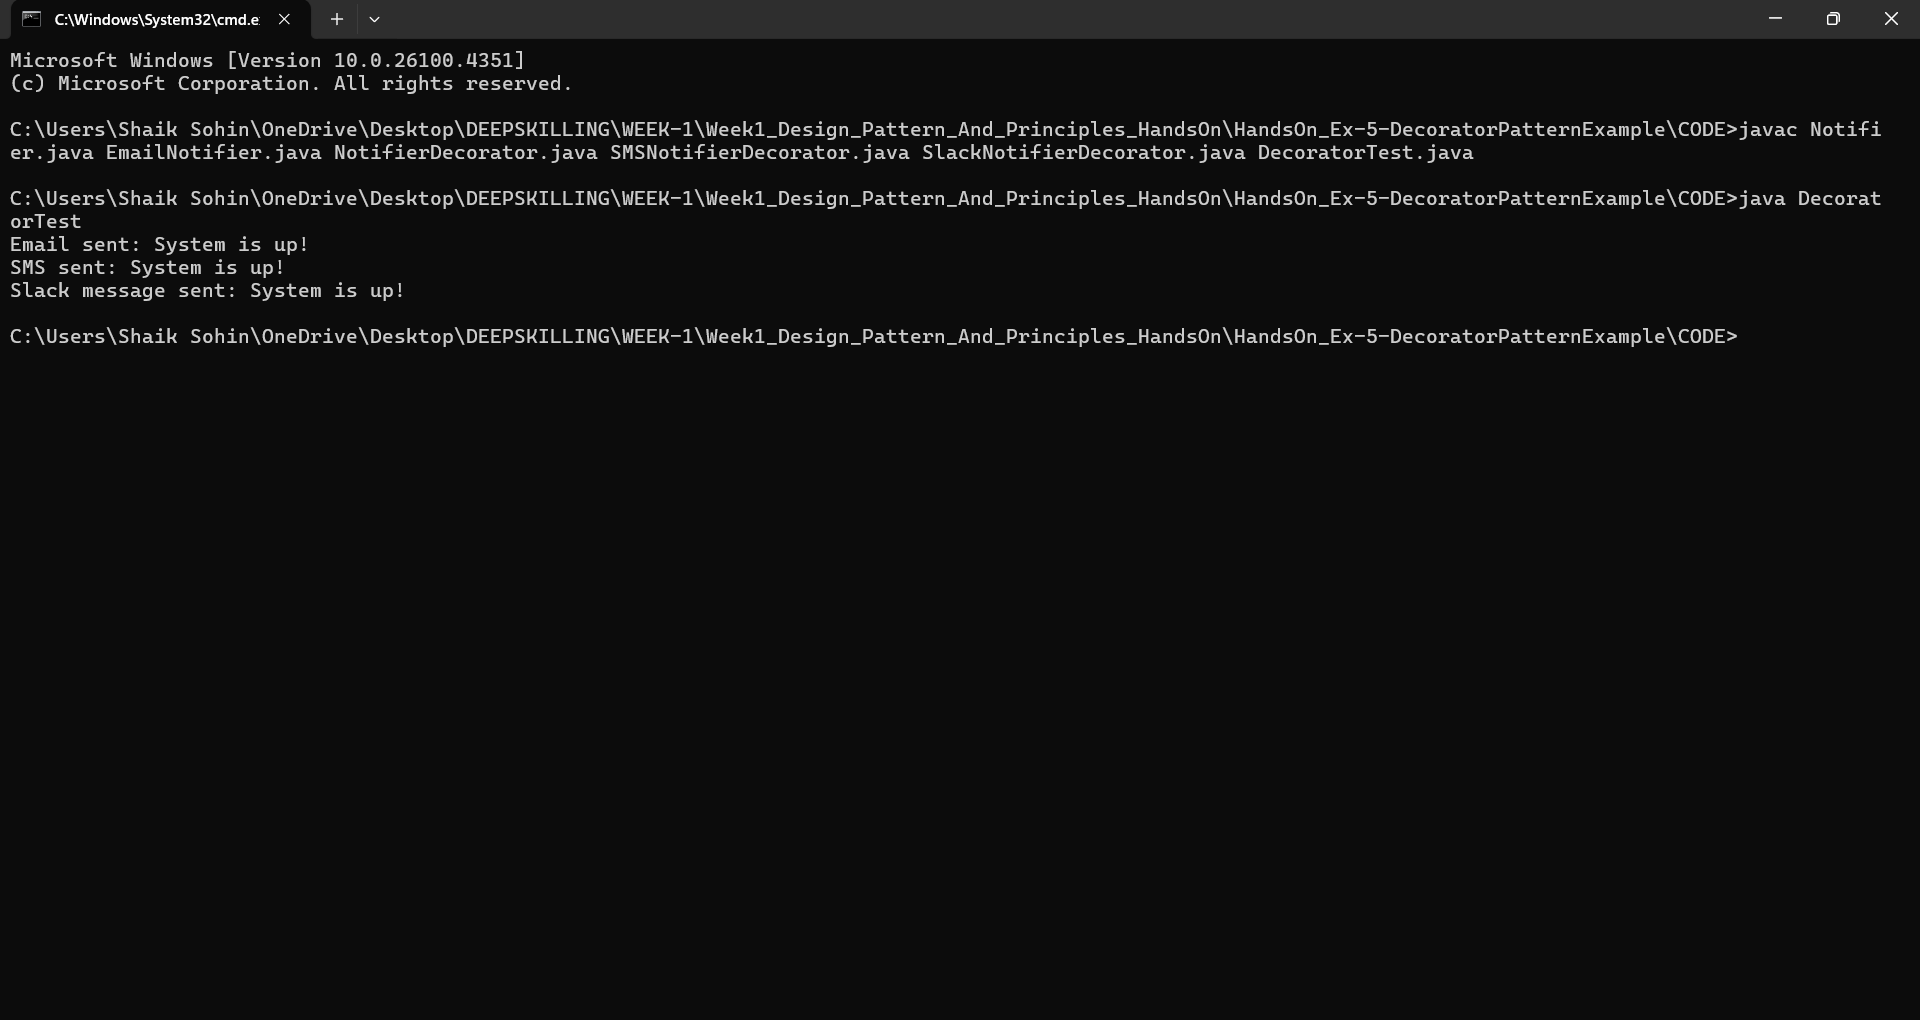 C:\Windows\System32\cmd.e
Microsoft Windows [Version 10.0.26100.4351]
(c) Microsoft Corporation. All rights reserved.
C:\Users\Shaik Sohin\OneDrive\Desktop\DEEPSKILLING\WEEK-1\Week1_Design_Pattern_And_Principles_HandsOn\HandsOn_Ex-5-DecoratorPatternExample\CODE>javac Notifi
er.java EmailNotifier.java NotifierDecorator.java SMSNotifierDecorator.java SlackNotifierDecorator.java DecoratorTest.java
C:\Users\Shaik Sohin\OneDrive\Desktop\DEEPSKILLING\WEEK-1\Week1_Design_Pattern_And_Principles_HandsOn\HandsOn_Ex-5-DecoratorPatternExample\CODE>java Decorat
orTest
Email sent: System is up!
SMS sent: System is up!
Slack message sent: System is up!
C:\Users\Shaik Sohin\OneDrive\Desktop\DEEPSKILLING\WEEK-1\Week1_Design_Pattern_And_Principles_HandsOn\HandsOn_Ex-5-DecoratorPatternExample\CODE>